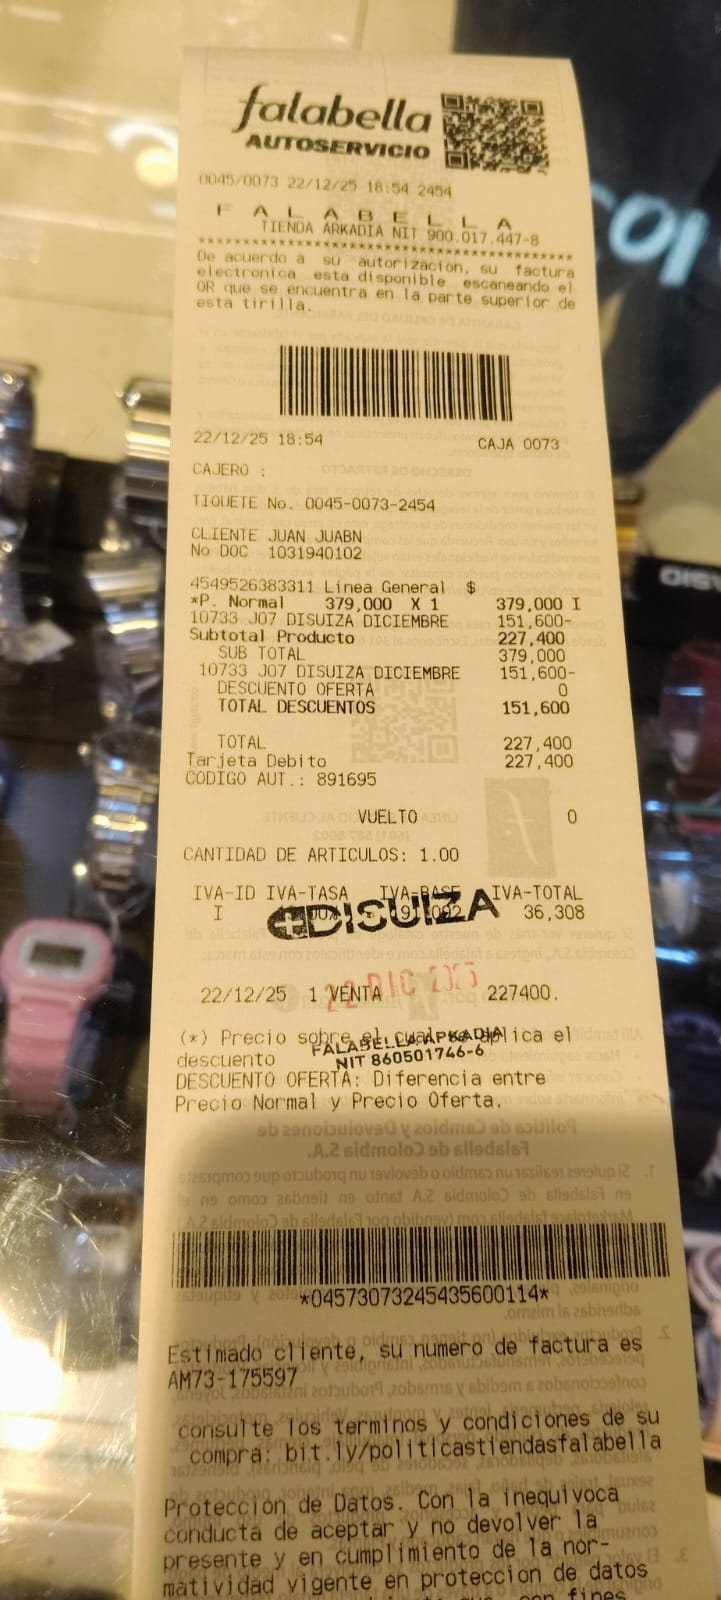 falabella
AUTOSERVICIO
0045/0073 22/12/25 18:54 2454
F A L A B E L L A
TIENDA ARKADIA NIT 900.017.447-8
De acuerdo a su autorizacion, su factura
electronica esta disponible escaneando el
QR que se encuentra en la parte superior de
esta tirilla.
22/12/25 18:54 CAJA 0073
CAJERO :
TIQUETE No. 0045-0073-2454
CLIENTE JUAN JUABN
No DOC 1031940102
4549526383311 Linea General $
*P. Normal 379,000 X 1 379,000 I
10733 J07 DISUIZA DICIEMBRE 151,600-
Subtotal Producto 227,400
SUB TOTAL 379,000
10733 J07 DISUIZA DICIEMBRE 151,600-
DESCUENTO OFERTA 0
TOTAL DESCUENTOS 151,600
TOTAL 227,400
Tarjeta Debito 227,400
CODIGO AUT.: 891695
VUELTO 0
CANTIDAD DE ARTICULOS: 1.00
IVA-ID IVA-TASA IVA-BASE IVA-TOTAL
I 36,308
DISUIZA
22 DIC 2025
22/12/25 1 VENTA 227400.
(*) Precio sobre el cual se aplica el
descuento
FALABELLA ARKADIA
NIT 860501746-6
DESCUENTO OFERTA: Diferencia entre
Precio Normal y Precio Oferta.
*04573073245435600114*
Estimado cliente, su numero de factura es
AM73-175597
consulte los terminos y condiciones de su
compra: bit.ly/politicastiendasfalabella
Proteccion de Datos. Con la inequivoca
conducta de aceptar y no devolver la
presente y en cumplimiento de la nor-
matividad vigente en proteccion de datos